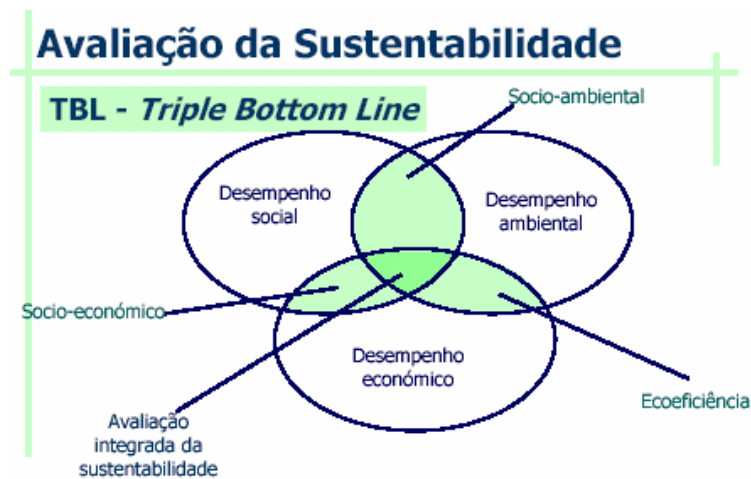 Avaliação da Sustentabilidade
TBL - Triple Bottom Line
Socio-ambiental
Desempenho
social
Desempenho
ambiental
Socio-económico
Desempenho
económico
Ecoeficiência
Avaliação
integrada da
sustentabilidade